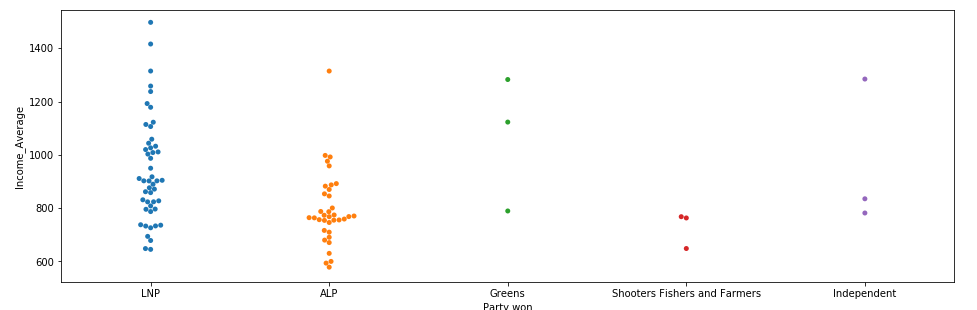 1400
1200
1000
800
600
Income_Average
LNP
ALP
Greens
Shooters Fishers and Farmers
Independent
Party won